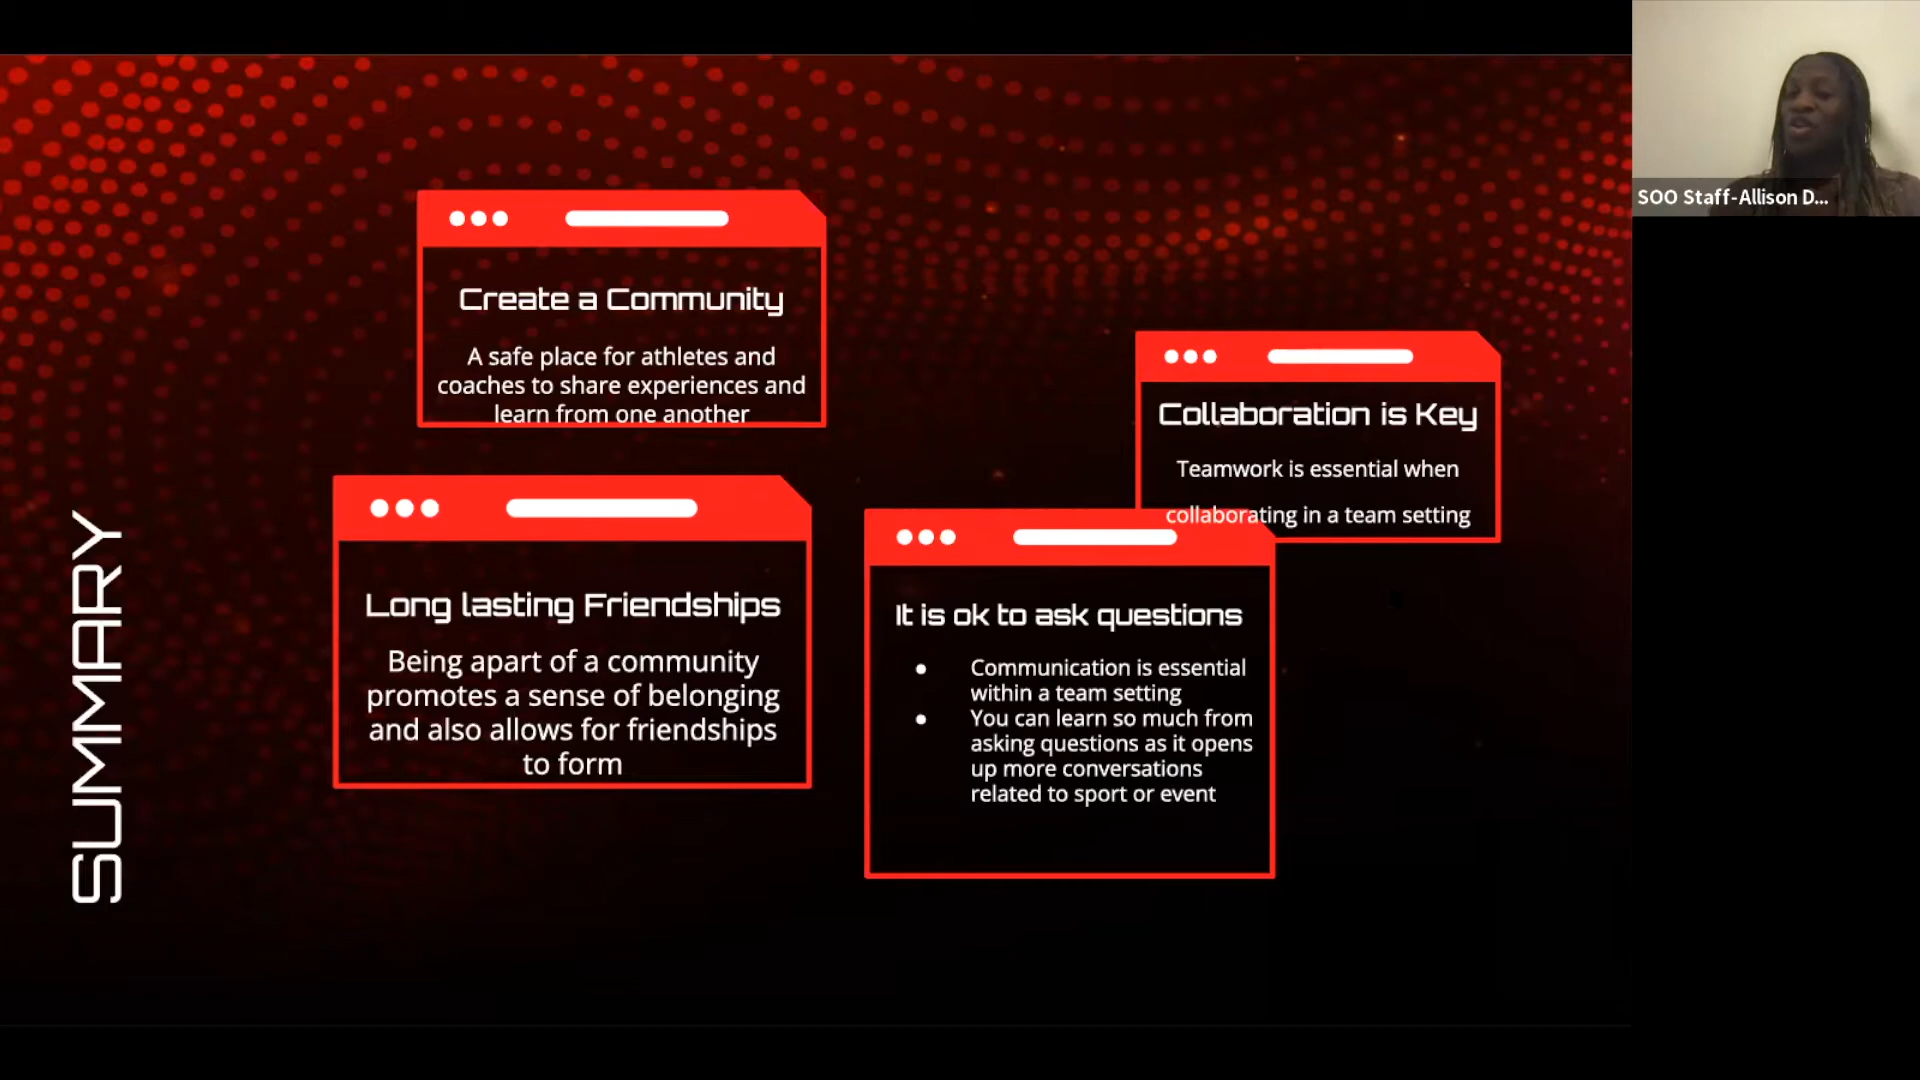 SUMMARY
Create a Community
A safe place for athletes and
coaches to share experiences and
learn from one another
Long lasting Friendships
Being apart of a community
promotes a sense of belonging
and also allows for friendships
to form
Collaboration is Key
Teamwork is essential when
collaborating in a team setting
It is ok to ask questions
● Communication is essential
within a team setting
● You can learn so much from
asking questions as it opens
up more conversations
related to sport or event
SOO Staff-Allison D...